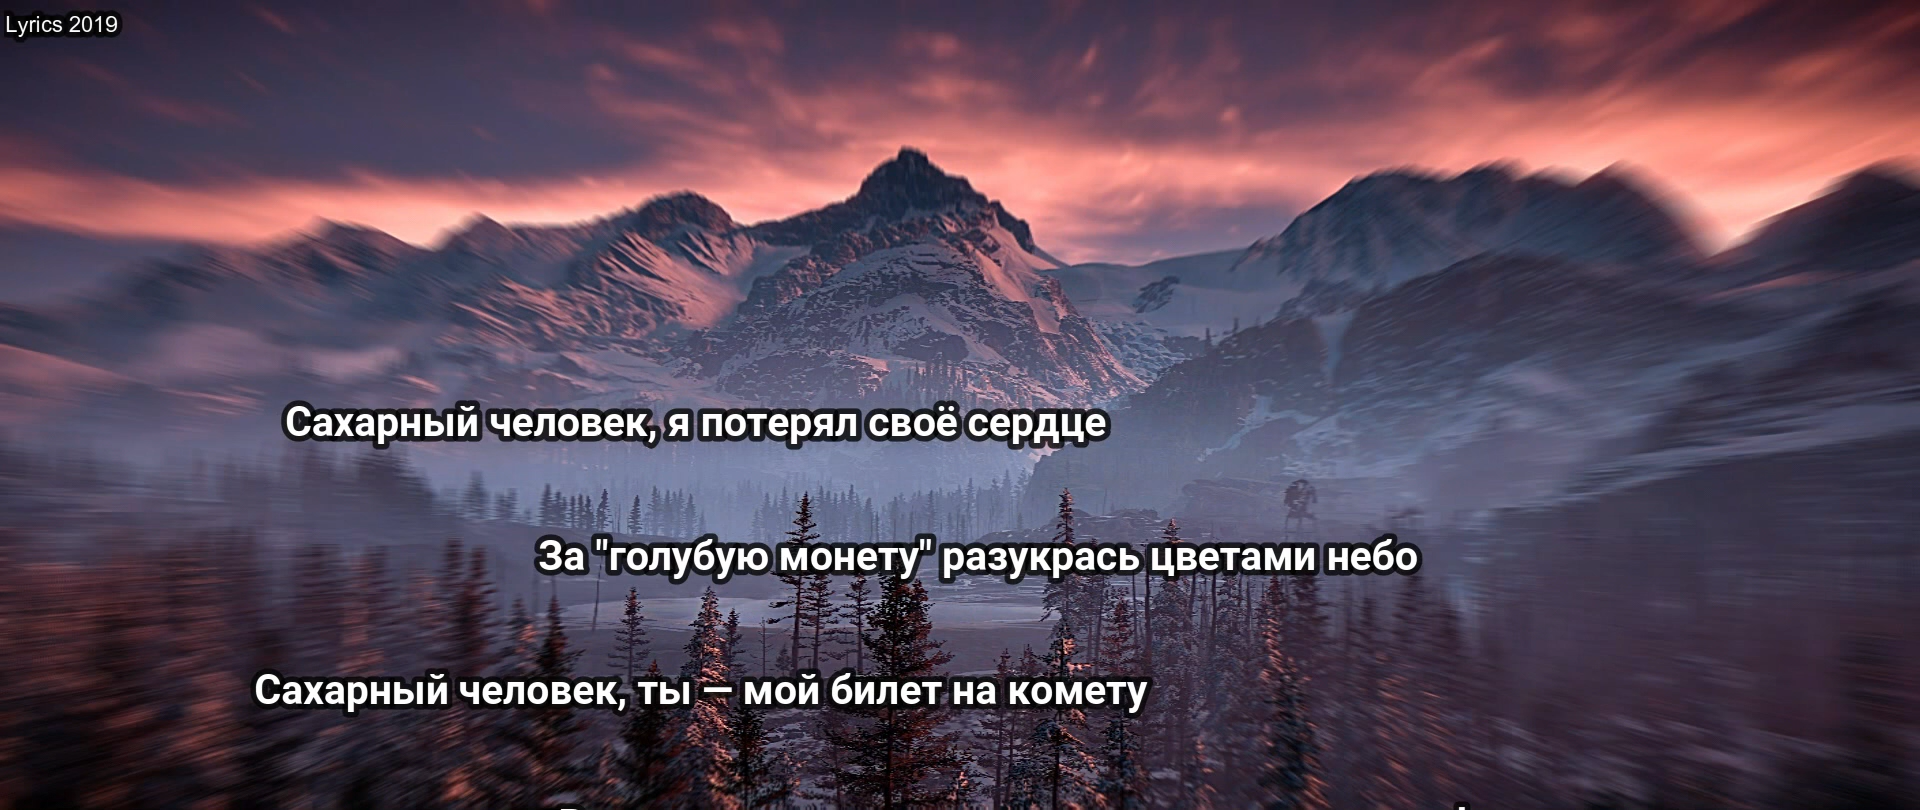 Lyrics 2019
Сахарный человек, я потерял своё сердце
За "голубую монету" разукрась цветами небо
Сахарный человек, ты — мой билет на комету